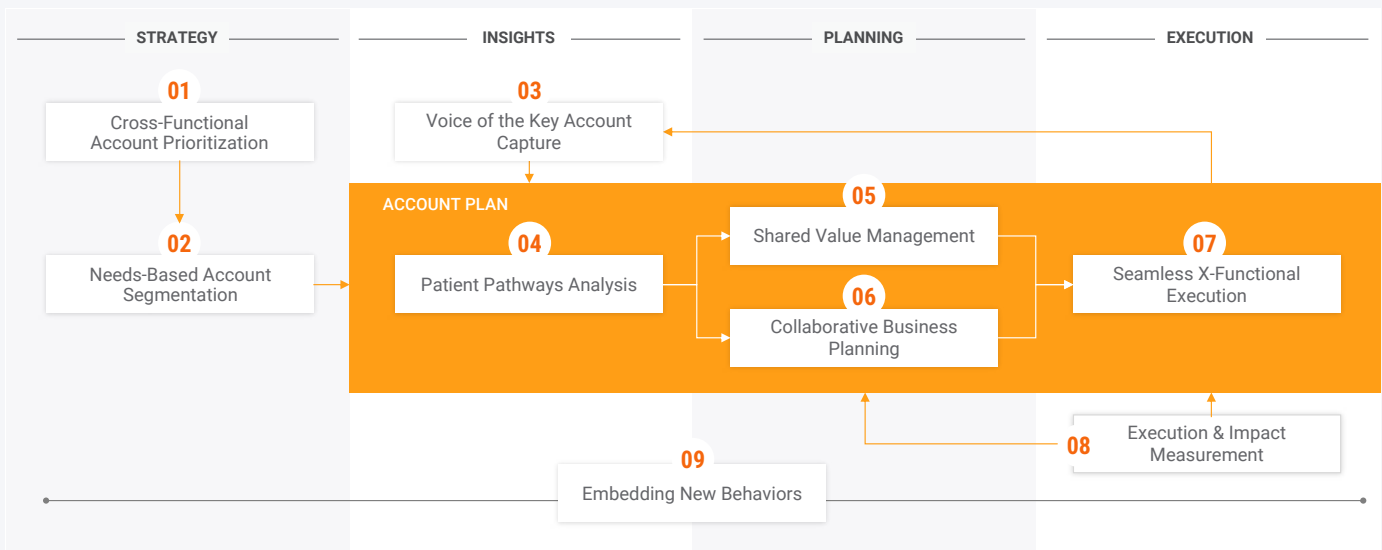 STRATEGY
INSIGHTS
PLANNING
EXECUTION
01
Cross-Functional
Account Prioritization
02
Needs-Based Account
Segmentation
03
Voice of the Key Account
Capture
ACCOUNT PLAN
04
Patient Pathways Analysis
05
Shared Value Management
06
Collaborative Business
Planning
07
Seamless X-Functional
Execution
08
Execution & Impact
Measurement
09
Embedding New Behaviors